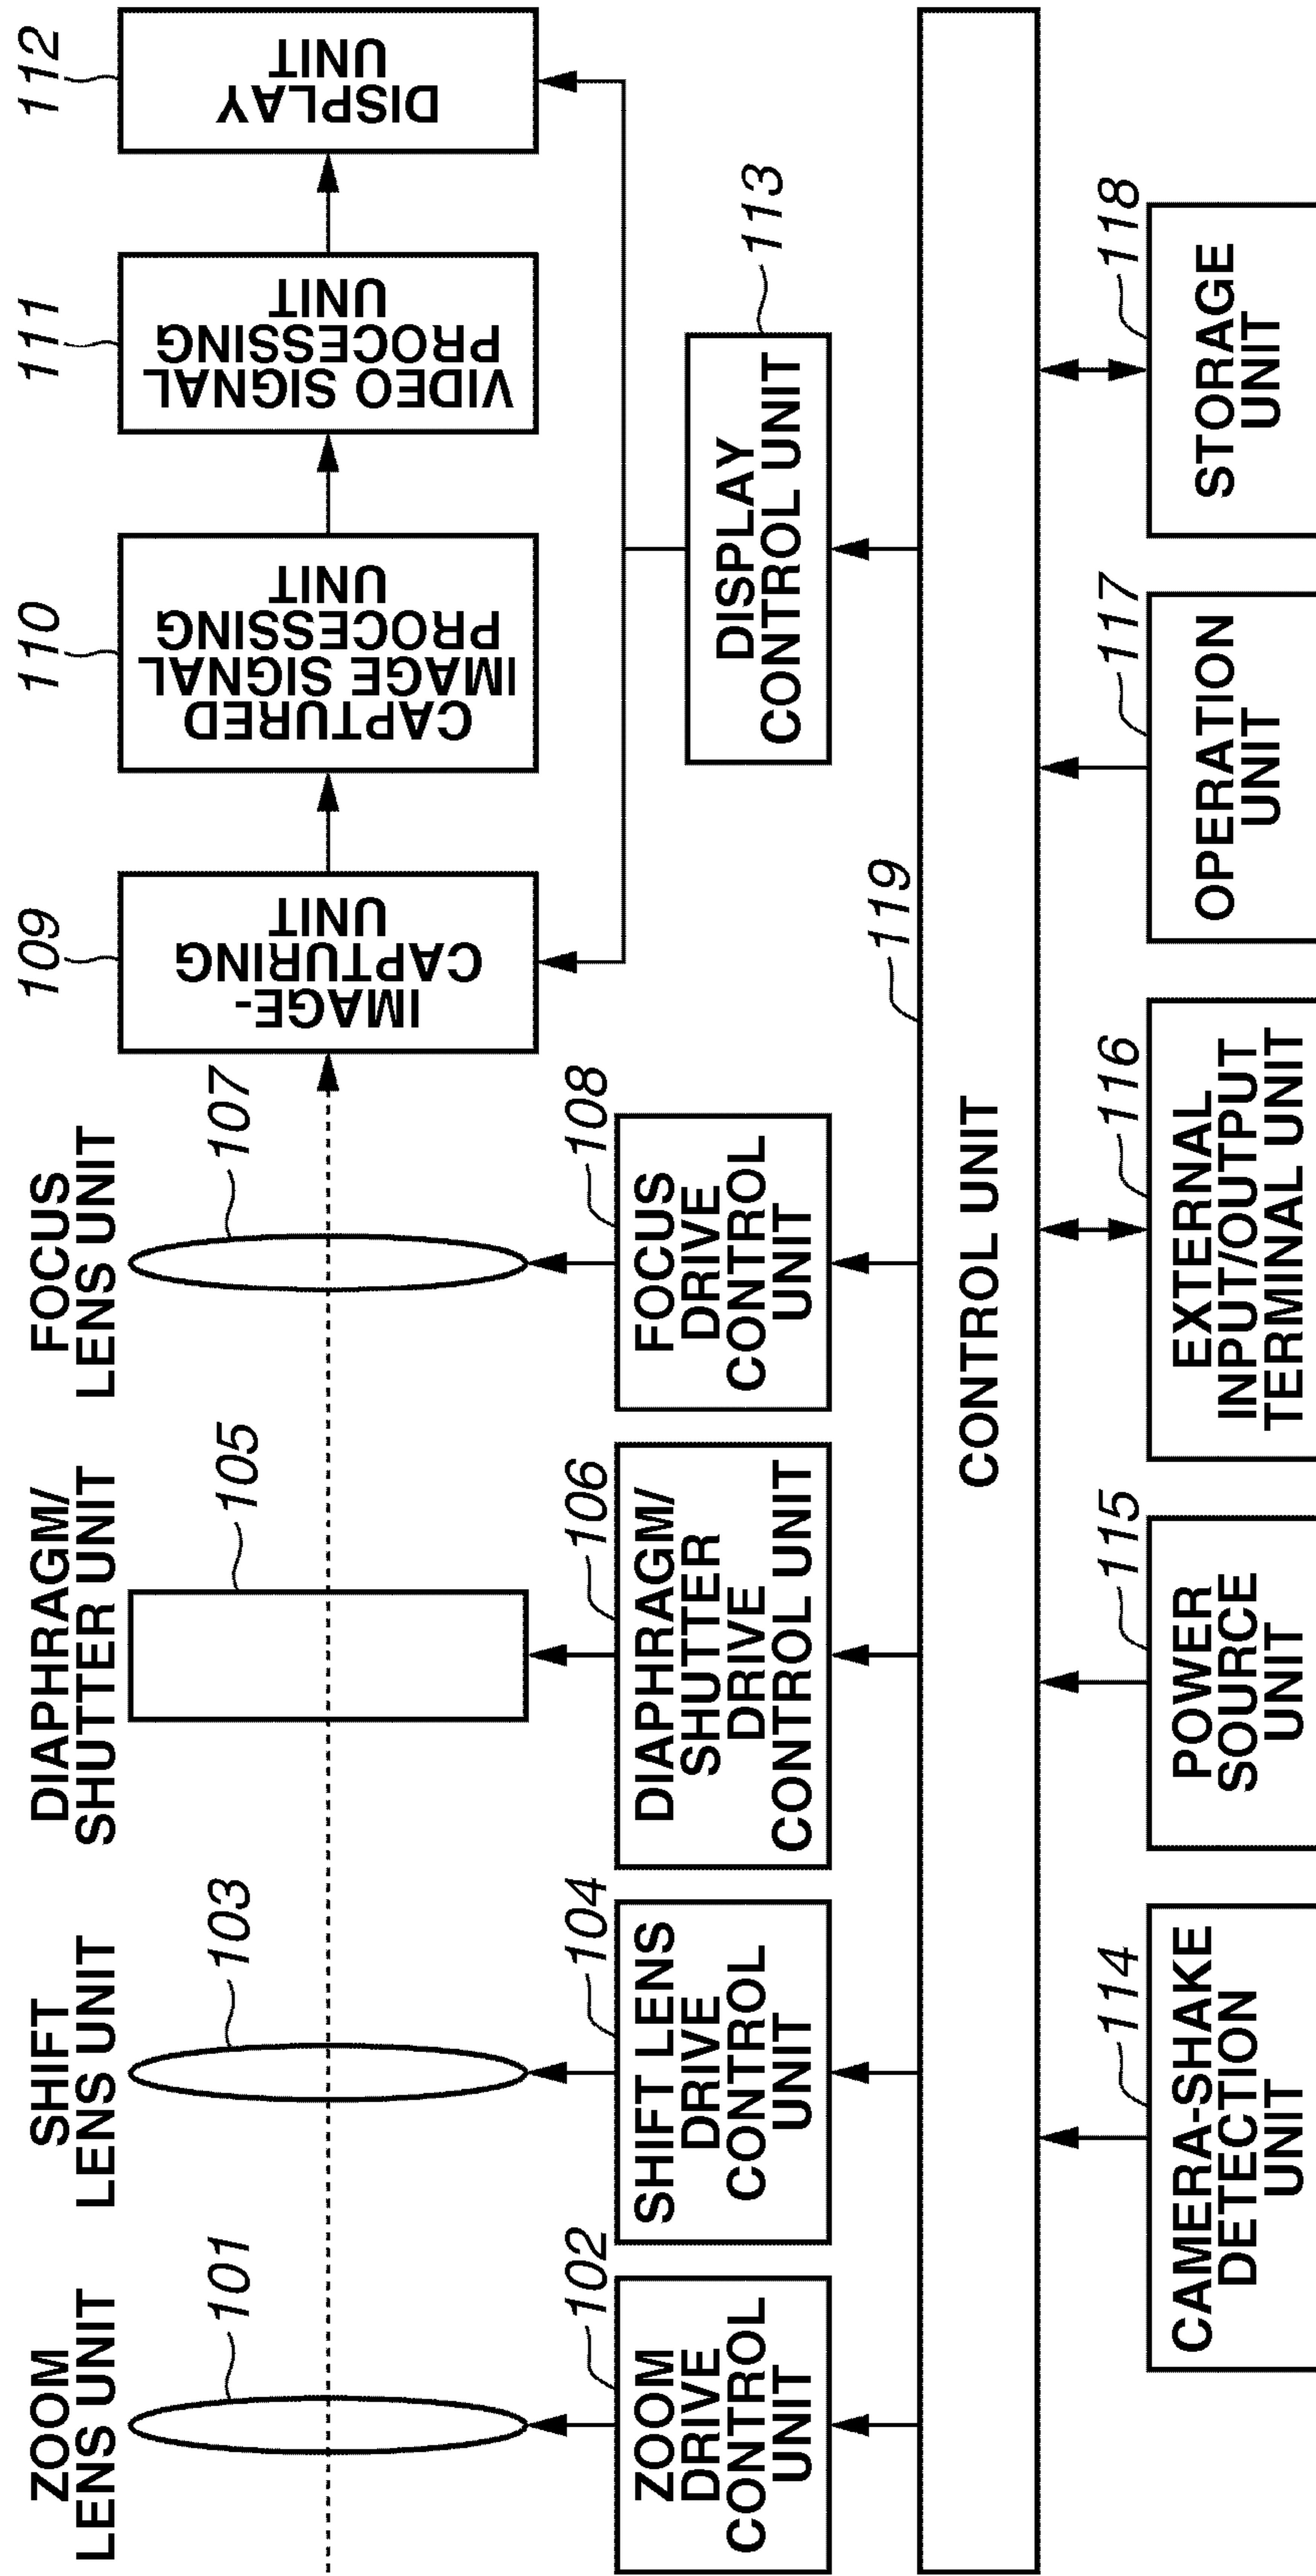 ZOOM
LENS UNIT
101
SHIFT
LENS UNIT
103
DIAPHRAGM/
SHUTTER UNIT
105
FOCUS
LENS UNIT
107
109
IMAGE-
CAPTURING
UNIT
110
CAPTURED
IMAGE SIGNAL
PROCESSING
UNIT
111
VIDEO SIGNAL
PROCESSING
UNIT
112
DISPLAY
UNIT
102
ZOOM
DRIVE
CONTROL
UNIT
104
SHIFT LENS
DRIVE
CONTROL
UNIT
106
DIAPHRAGM/
SHUTTER
DRIVE
CONTROL UNIT
108
FOCUS
DRIVE
CONTROL
UNIT
113
DISPLAY
CONTROL UNIT
119
CONTROL UNIT
114
CAMERA-SHAKE
DETECTION
UNIT
115
POWER
SOURCE
UNIT
116
EXTERNAL
INPUT/OUTPUT
TERMINAL UNIT
117
OPERATION
UNIT
118
STORAGE
UNIT